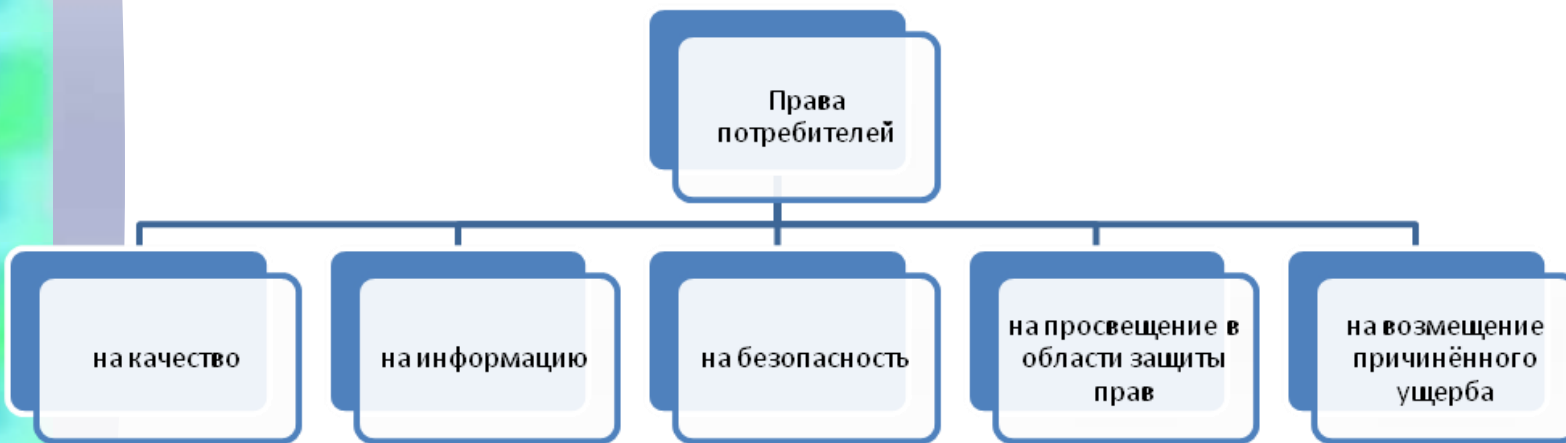 Права
потребителей
на качество
на информацию
на безопасность
на просвещение в
области защиты
прав
на возмещение
причинённого
ущерба